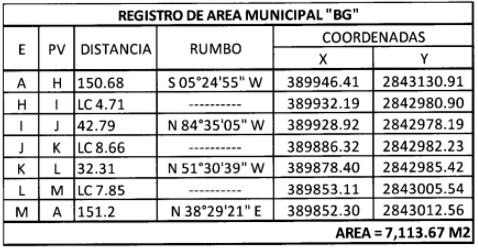 REGISTRO DE AREA MUNICIPAL "BG"
E PV DISTANCIA RUMBO COORDENADAS
X Y
A H 150.68 S 05°24'55" W 389946.41 2843130.91
H I LC 4.71 ---------- 389932.19 2842980.90
I J 42.79 N 84°35'05" W 389928.92 2842978.19
J K LC 8.66 ---------- 389886.32 2842982.23
K L 32.31 N 51°30'39" W 389878.40 2842985.42
L M LC 7.85 ---------- 389853.11 2843005.54
M A 151.2 N 38°29'21" E 389852.30 2843012.56
AREA = 7,113.67 M2